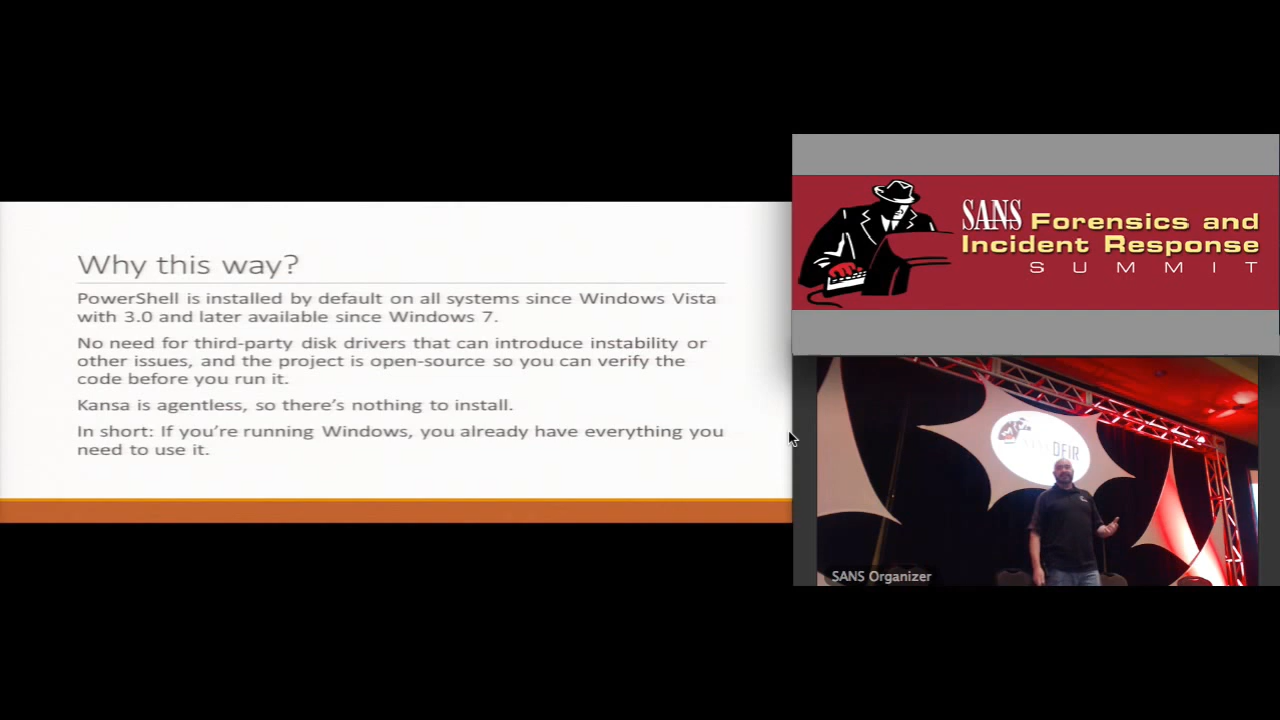 Why this way?
PowerShell is installed by default on all systems since Windows Vista
with 3.0 and later available since Windows 7.
No need for third-party disk drivers that can introduce instability or
other issues, and the project is open-source so you can verify the
code before you run it.
Kansa is agentless, so there's nothing to install.
In short: If you're running Windows, you already have everything you
need to use it.
SANS Forensics and
Incident Response
SUMMIT
DFIR
SANS Organizer